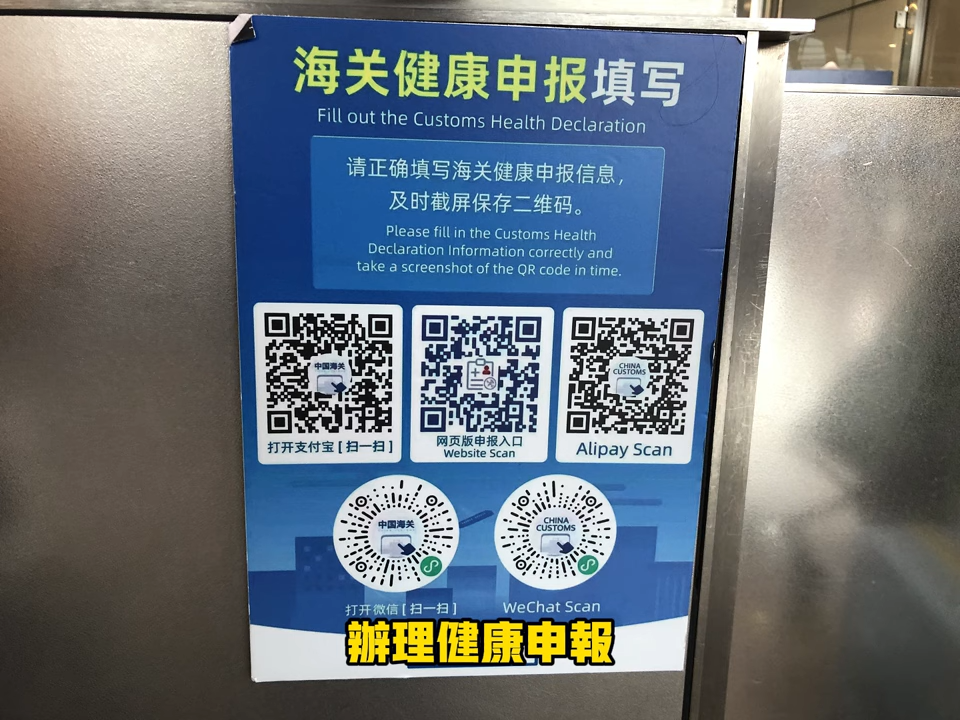 海关健康申报填写
Fill out the Customs Health Declaration
请正确填写海关健康申报信息，
及时截屏保存二维码。
Please fill in the Customs Health
Declaration Information correctly and
take a screenshot of the QR code in time.
中国海关
CHINA
CUSTOMS
打开支付宝 [ 扫一扫 ]
网页版申报入口
Website Scan
Alipay Scan
中国海关
CHINA
CUSTOMS
打开微信 [ 扫一扫 ]
WeChat Scan
辦理健康申報